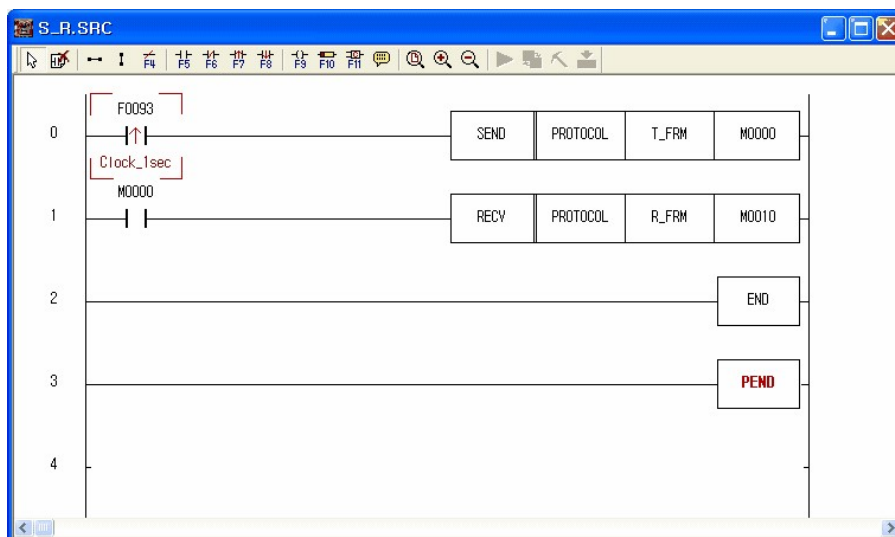 S_R.SRC
F4 F5 F6 F7 F8 F9 F10 F11
F0093
0 SEND PROTOCOL T_FRM M0000
Clock_1sec
M0000
1 RECV PROTOCOL R_FRM M0010
2 END
3 PEND
4